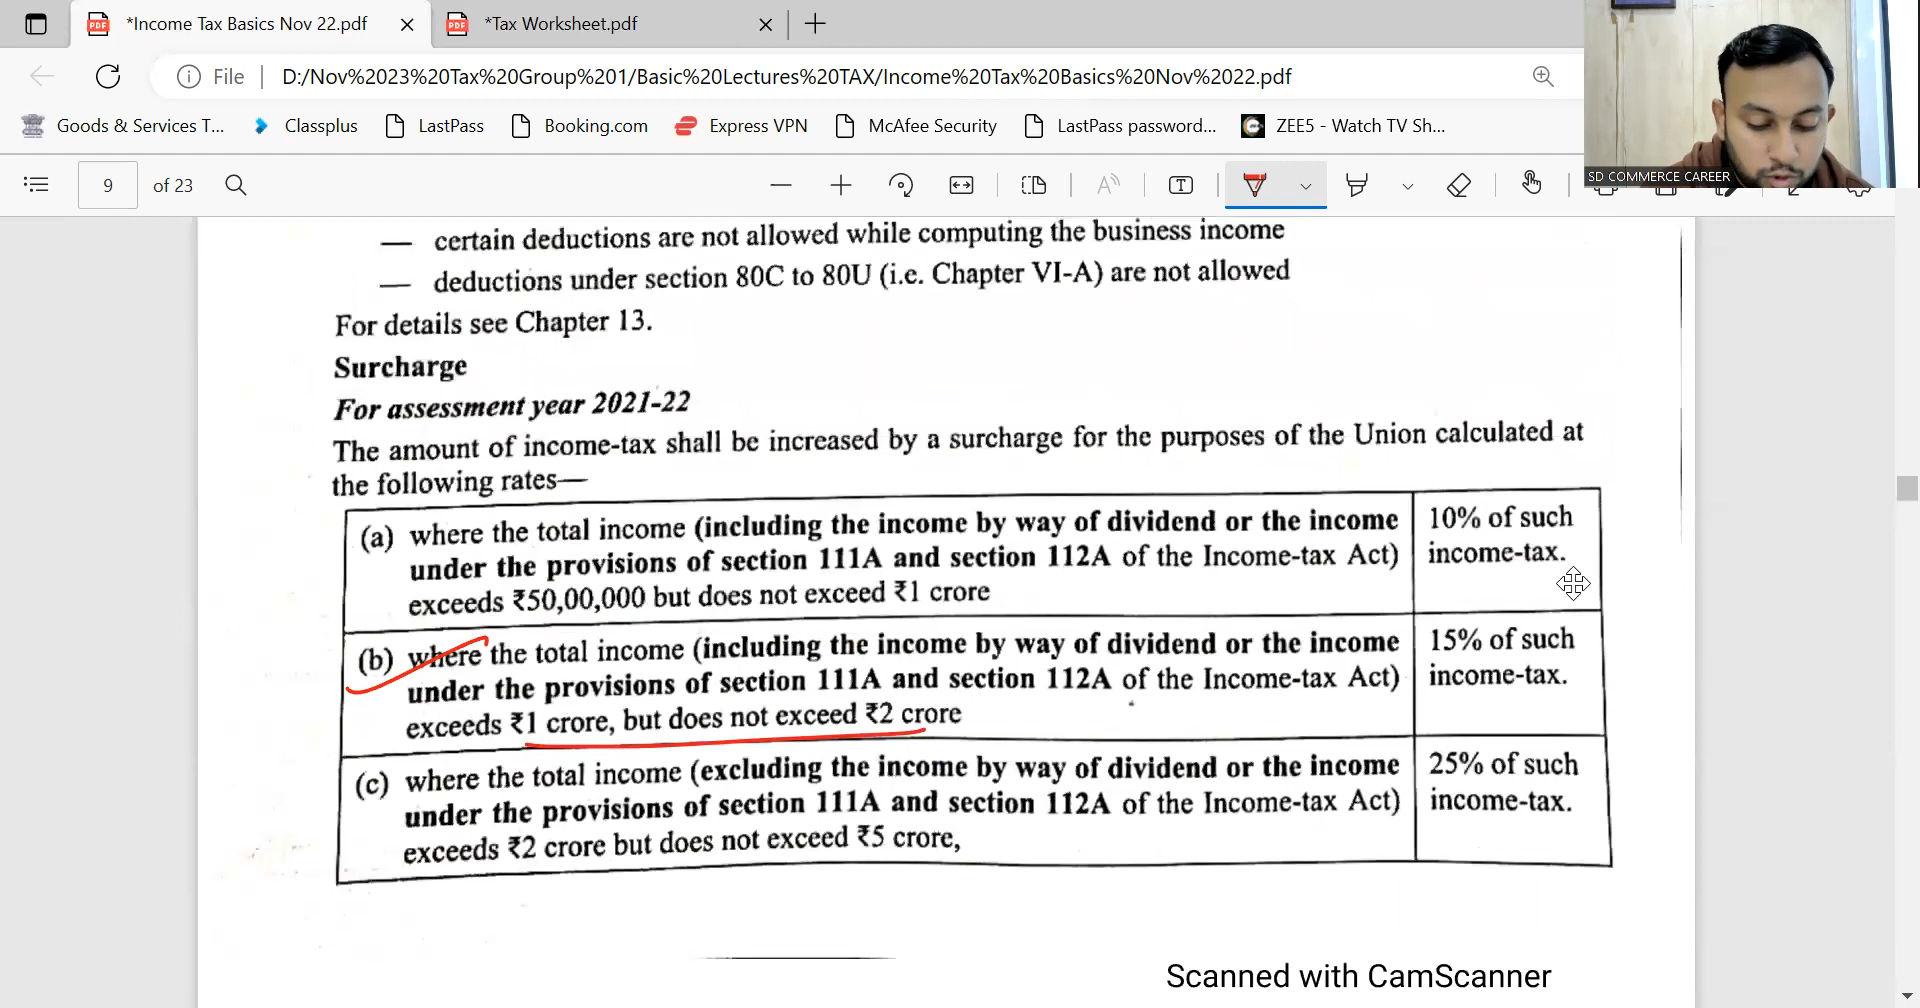 *Income Tax Basics Nov 22.pdf
*Tax Worksheet.pdf
File
D:/Nov%2023%20Tax%20Group%201/Basic%20Lectures%20TAX/Income%20Tax%20Basics%20Nov%2022.pdf
Goods & Services T...
Classplus
LastPass
Booking.com
Express VPN
McAfee Security
LastPass password...
ZEE5 - Watch TV Sh...
SD COMMERCE CAREER
9
of 23
— certain deductions are not allowed while computing the business income
— deductions under section 80C to 80U (i.e. Chapter VI-A) are not allowed
For details see Chapter 13.
Surcharge
For assessment year 2021-22
The amount of income-tax shall be increased by a surcharge for the purposes of the Union calculated at
the following rates—
(a) where the total income (including the income by way of dividend or the income
under the provisions of section 111A and section 112A of the Income-tax Act)
exceeds ₹50,00,000 but does not exceed ₹1 crore
10% of such
income-tax.
(b) where the total income (including the income by way of dividend or the income
under the provisions of section 111A and section 112A of the Income-tax Act)
exceeds ₹1 crore, but does not exceed ₹2 crore
15% of such
income-tax.
(c) where the total income (excluding the income by way of dividend or the income
under the provisions of section 111A and section 112A of the Income-tax Act)
exceeds ₹2 crore but does not exceed ₹5 crore,
25% of such
income-tax.
Scanned with CamScanner